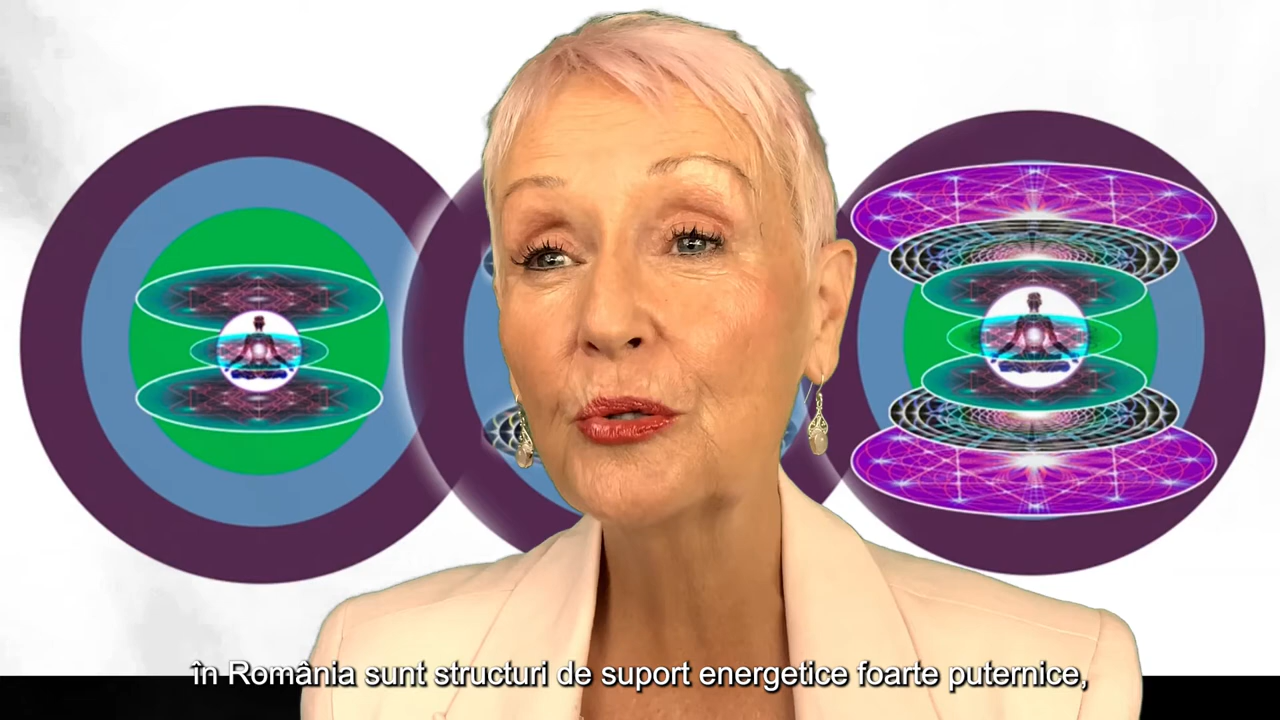 în România sunt structuri de suport energetice foarte puternice,